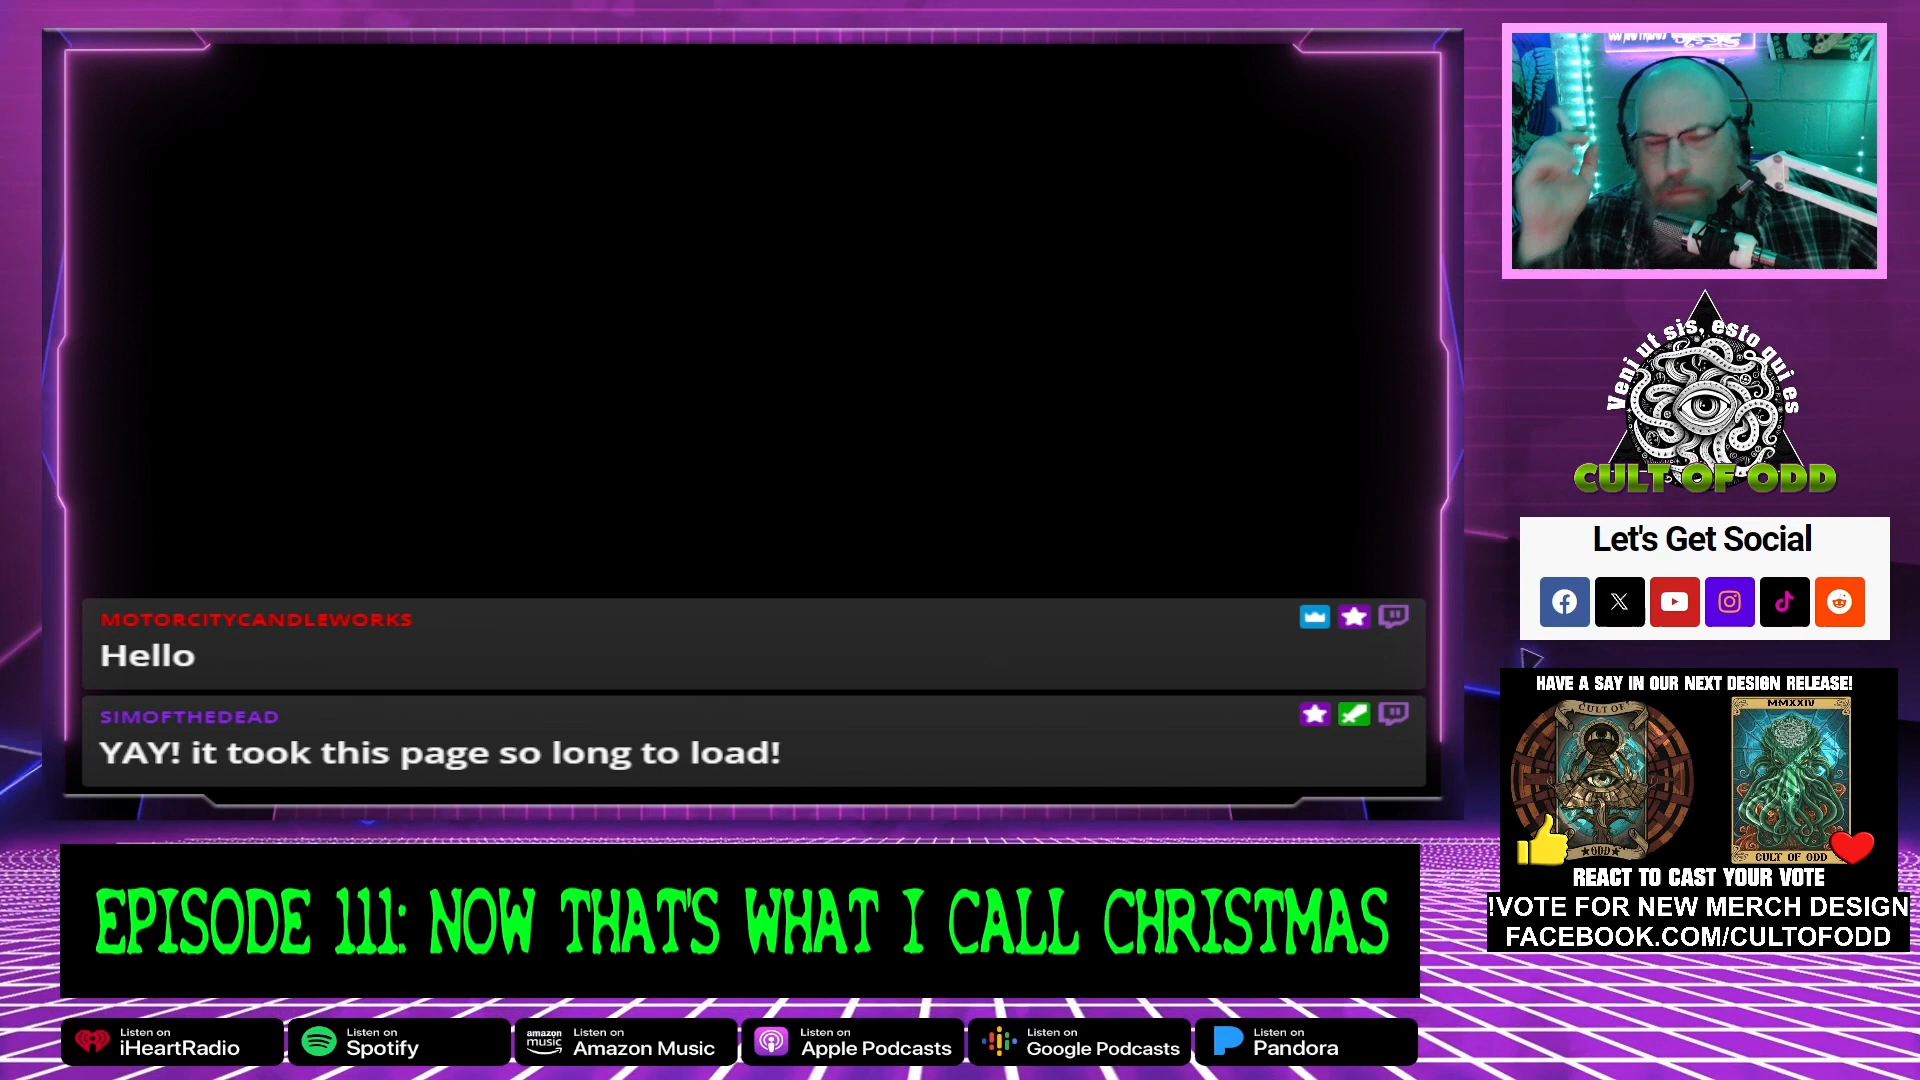 MOTORCITYCANDLEWORKS
Hello
SIMOFTHEDEAD
YAY! it took this page so long to load!
Veni ut sis, esto qui es
CULT OF ODD
Let's Get Social
HAVE A SAY IN OUR NEXT DESIGN RELEASE!
CULT OF
ODD
MMXXIV
CULT OF ODD
REACT TO CAST YOUR VOTE
!VOTE FOR NEW MERCH DESIGN
FACEBOOK.COM/CULTOFODD
EPISODE 111: NOW THAT'S WHAT I CALL CHRISTMAS
Listen on
iHeartRadio
Listen on
Spotify
amazon
music
Listen on
Amazon Music
Listen on
Apple Podcasts
Listen on
Google Podcasts
Listen on
Pandora